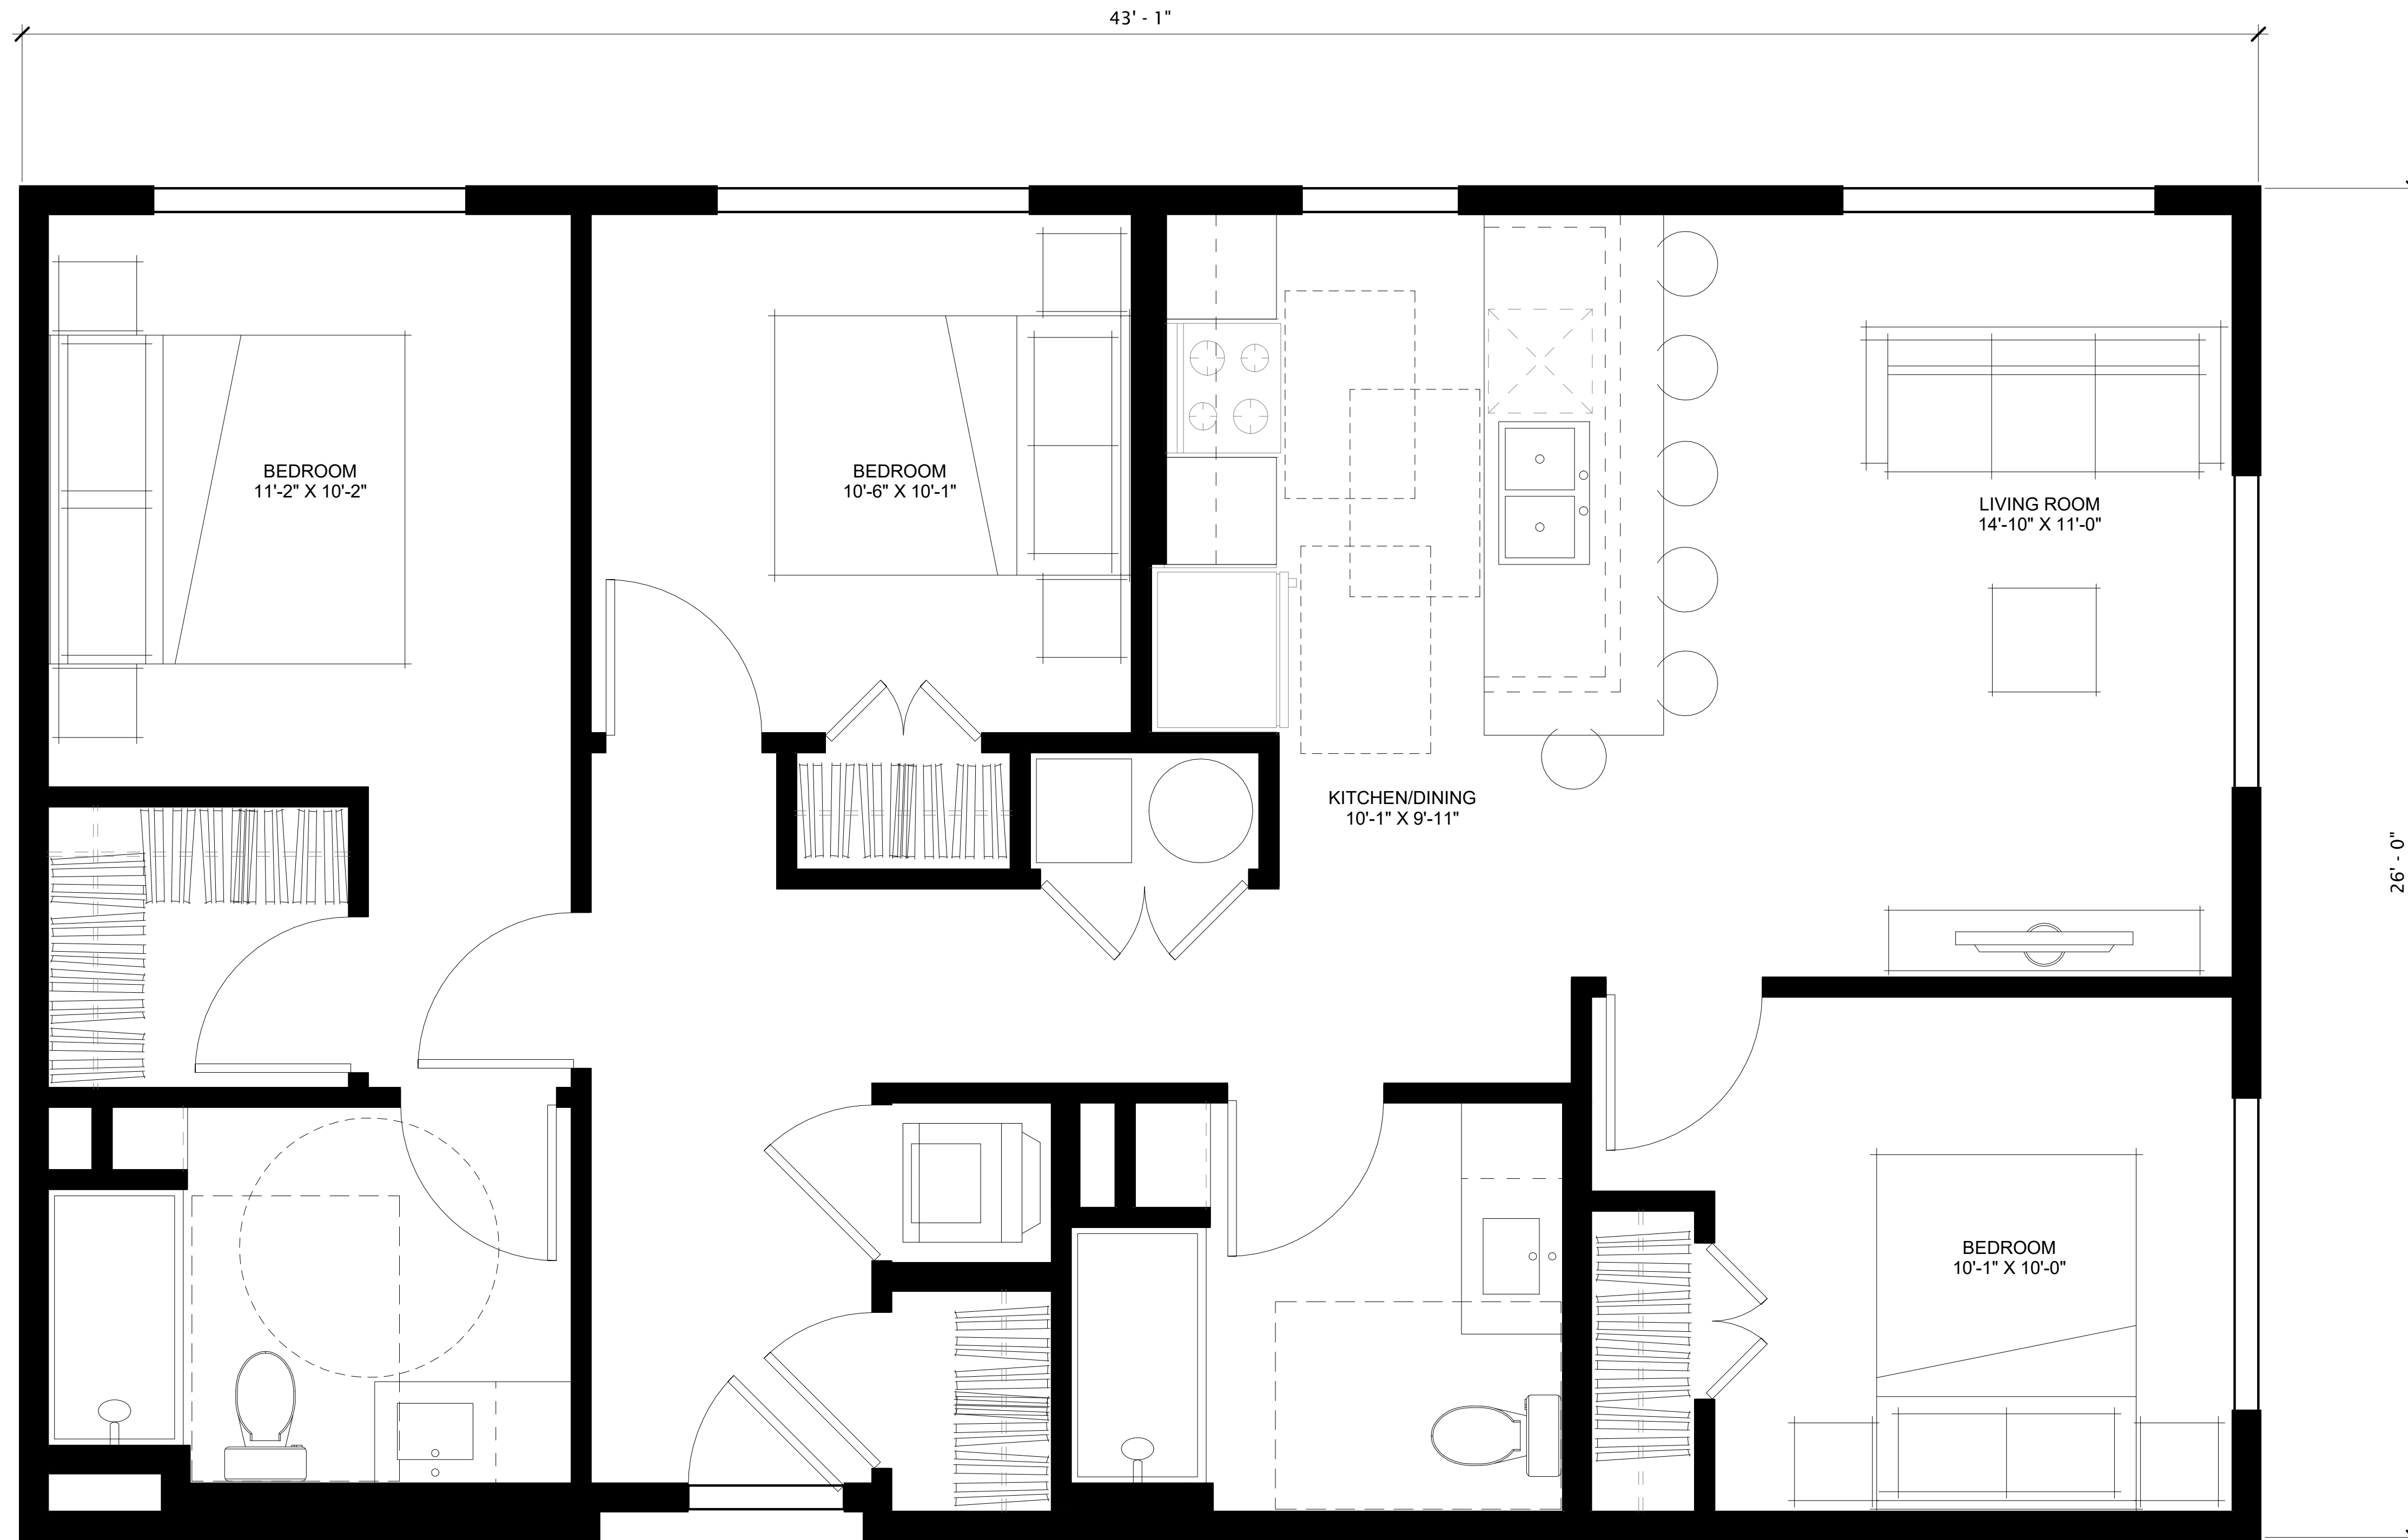 43' - 1"
BEDROOM
11'-2" X 10'-2"
BEDROOM
10'-6" X 10'-1"
LIVING ROOM
14'-10" X 11'-0"
KITCHEN/DINING
10'-1" X 9'-11"
26' - 0"
BEDROOM
10'-1" X 10'-0"